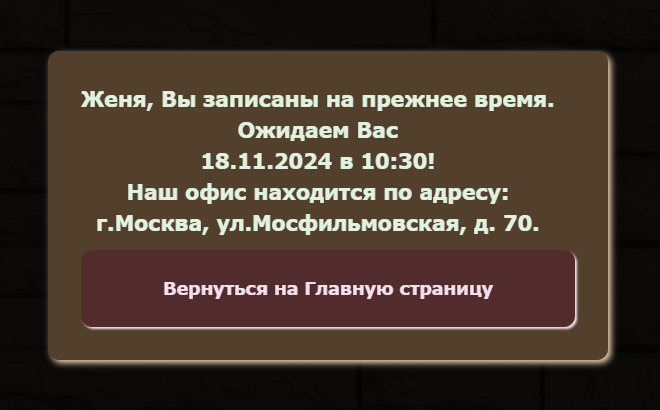 Женя, Вы записаны на прежнее время.
Ожидаем Вас
18.11.2024 в 10:30!
Наш офис находится по адресу:
г.Москва, ул.Мосфильмовская, д. 70.
Вернуться на Главную страницу